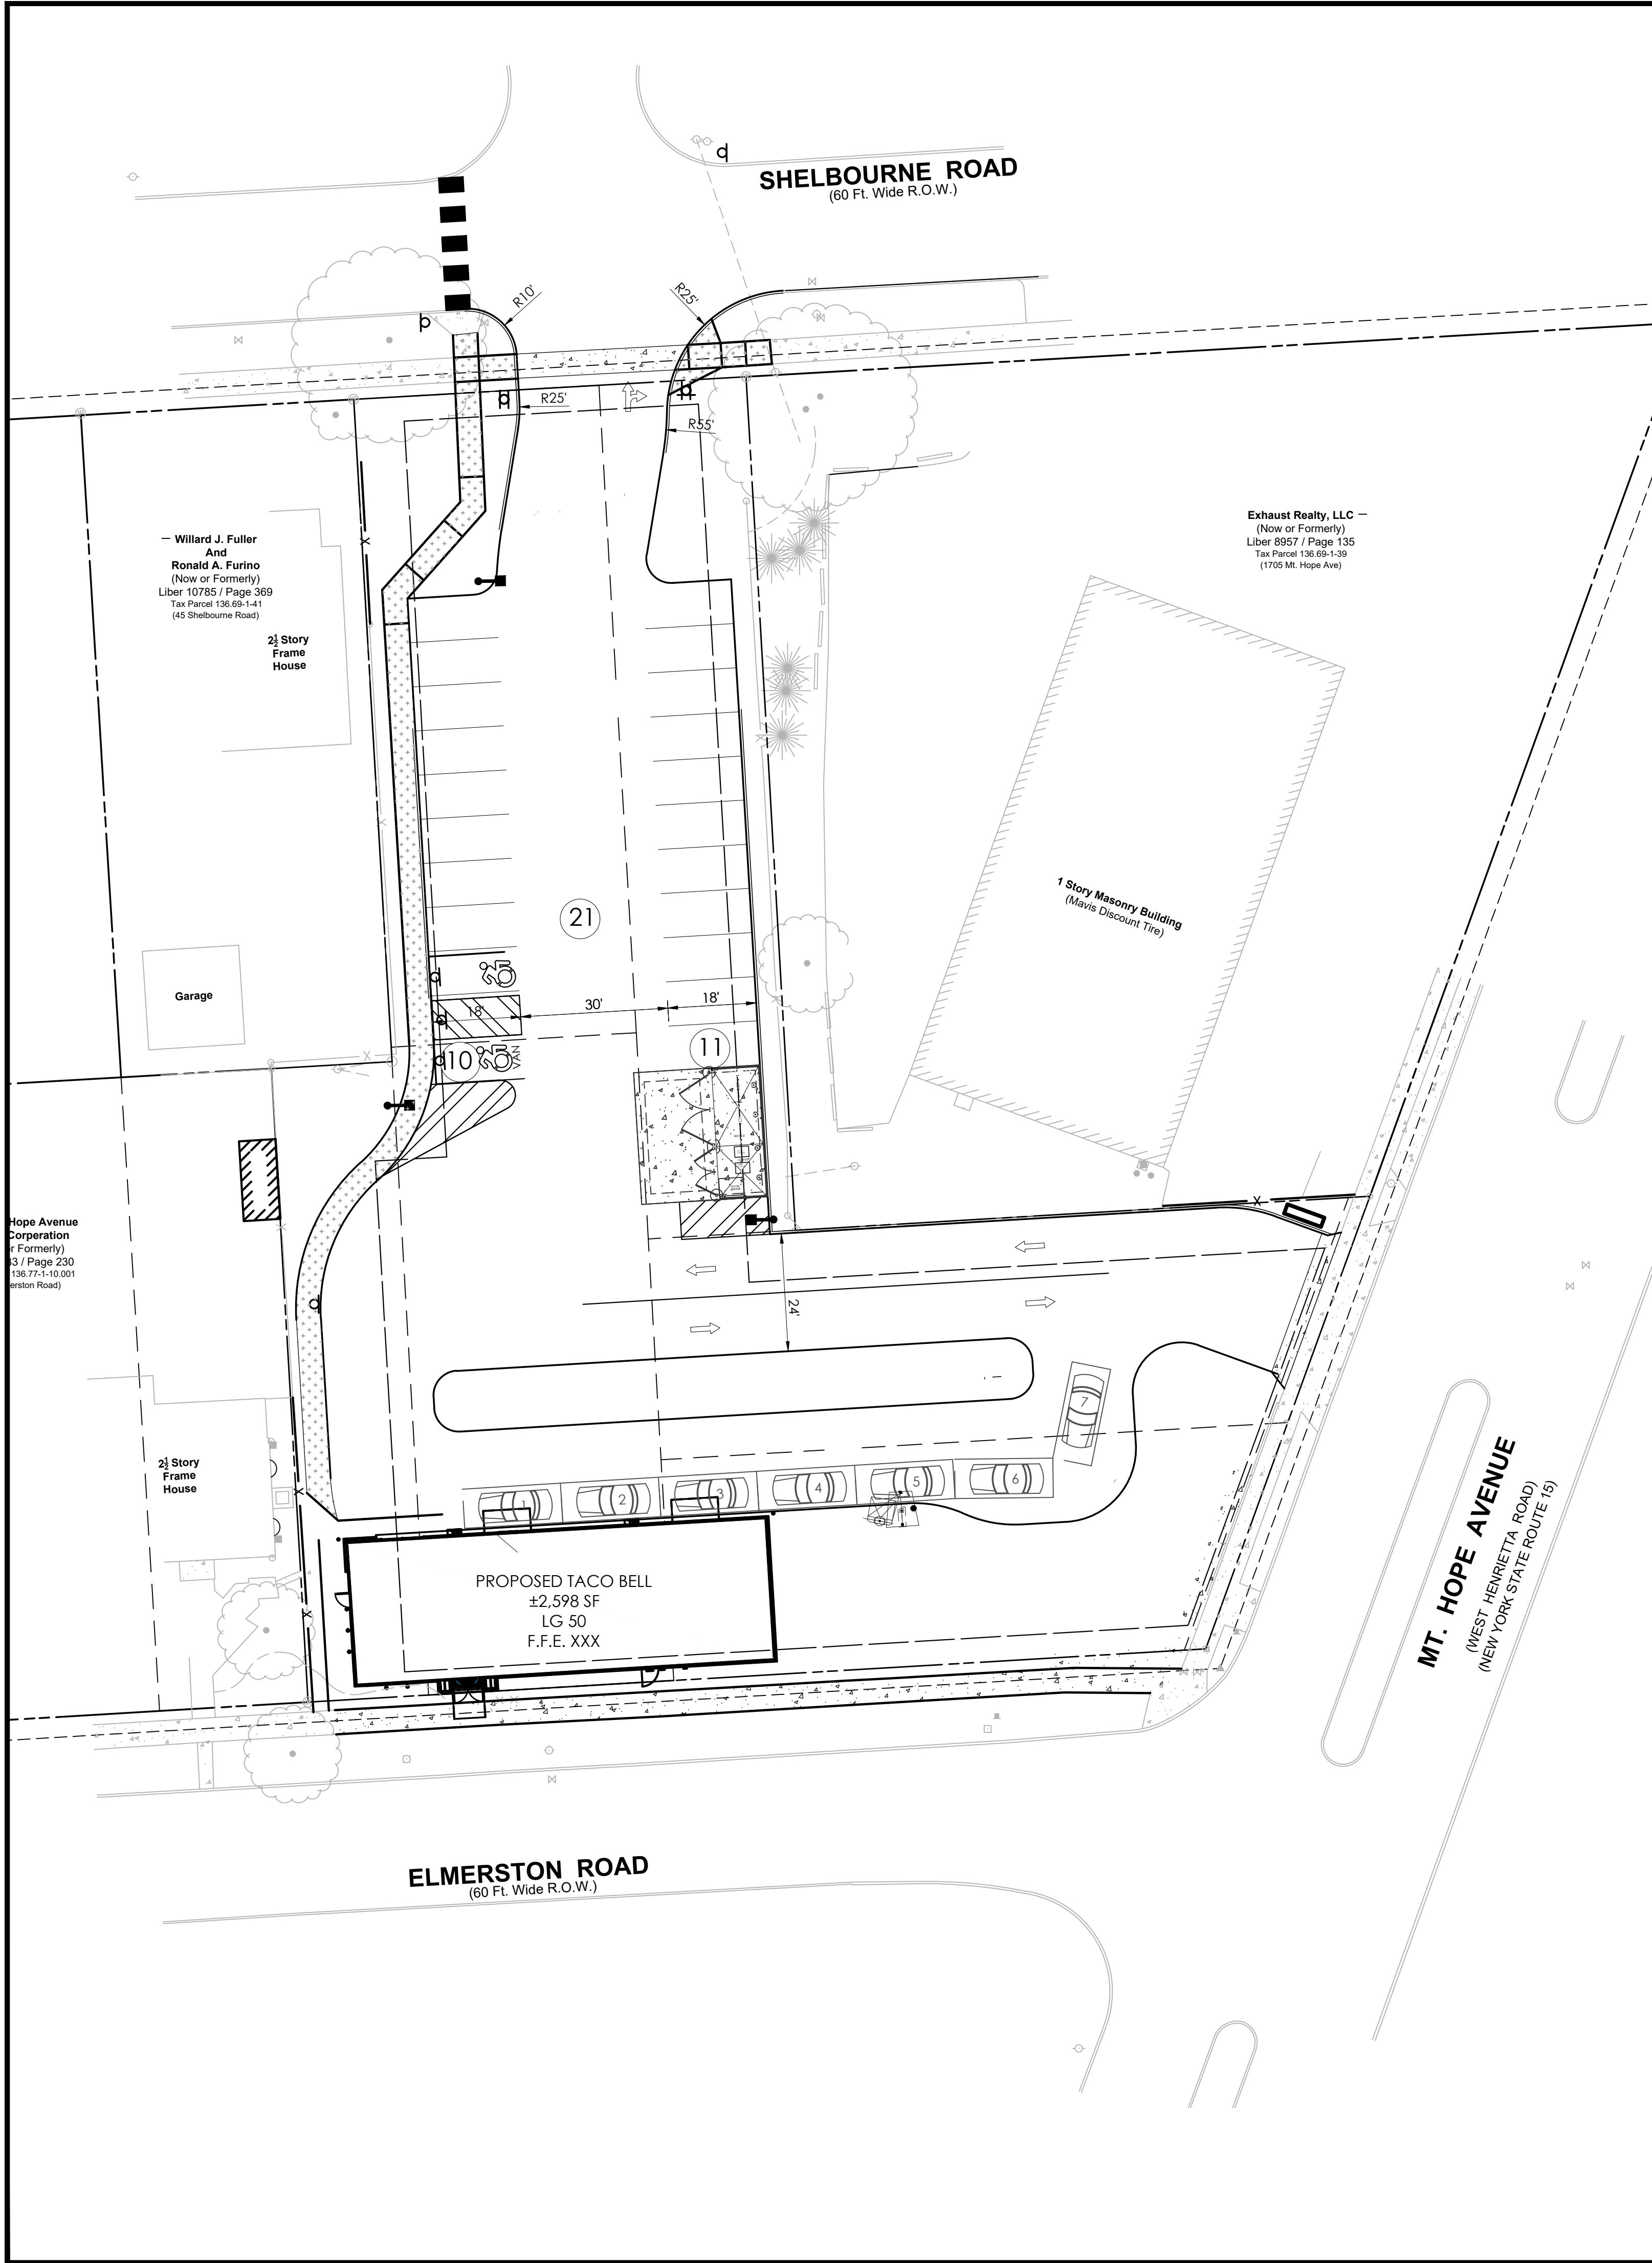 SHELBOURNE ROAD
(60 Ft. Wide R.O.W.)
R10'
R25'
R25'
R55'
Willard J. Fuller
And
Ronald A. Furino
(Now or Formerly)
Liber 10785 / Page 369
Tax Parcel 136.69-1-41
(45 Shelbourne Road)
2½ Story
Frame
House
Exhaust Realty, LLC
(Now or Formerly)
Liber 8957 / Page 135
Tax Parcel 136.69-1-39
(1705 Mt. Hope Ave)
1 Story Masonry Building
(Mavis Discount Tire)
21
Garage
18'
30'
18'
10
VAN
11
Hope Avenue
Corperation
r Formerly)
33 / Page 230
136.77-1-10.001
erston Road)
24'
X
X
X
X
X
X
X
X
2½ Story
Frame
House
1
2
3
4
5
6
7
PROPOSED TACO BELL
±2,598 SF
LG 50
F.F.E. XXX
MT. HOPE AVENUE
(WEST HENRIETTA ROAD)
(NEW YORK STATE ROUTE 15)
ELMERSTON ROAD
(60 Ft. Wide R.O.W.)